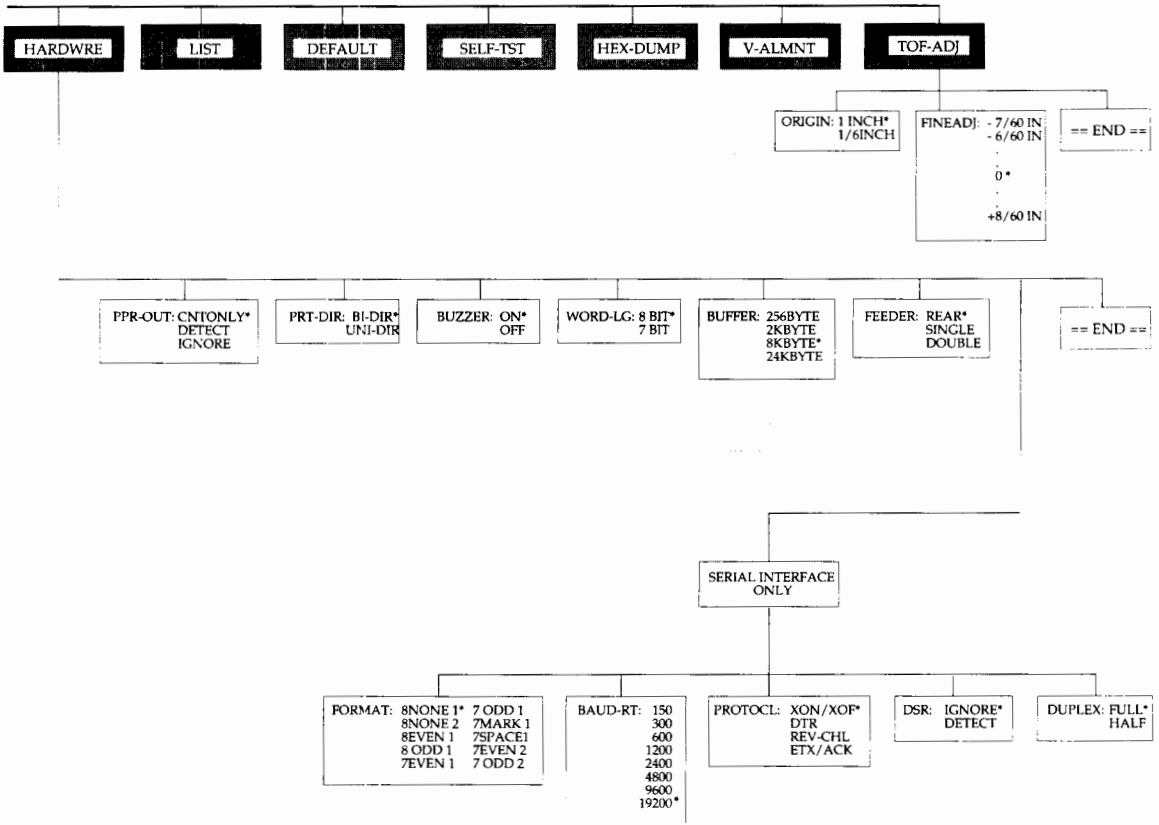 HARDWRE LIST DEFAULT SELF-TST HEX-DUMP V-ALMNT TOF-ADJ
ORIGIN: 1 INCH*
1/6INCH
FINEADJ: - 7/60 IN
- 6/60 IN
.
.
0 *
.
.
+8/60 IN
== END ==
PPR-OUT: CNTONLY*
DETECT
IGNORE
PRT-DIR: BI-DIR*
UNI-DIR
BUZZER: ON*
OFF
WORD-LG: 8 BIT*
7 BIT
BUFFER: 256BYTE
2KBYTE
8KBYTE*
24KBYTE
FEEDER: REAR*
SINGLE
DOUBLE
== END ==
SERIAL INTERFACE
ONLY
FORMAT: 8NONE 1* 7 ODD 1
8NONE 2 7MARK 1
8EVEN 1 7SPACE1
8 ODD 1 7EVEN 2
7EVEN 1 7 ODD 2
BAUD-RT: 150
300
600
1200
2400
4800
9600
19200*
PROTOCL: XON/XOF*
DTR
REV-CHL
ETX/ACK
DSR: IGNORE*
DETECT
DUPLEX: FULL*
HALF